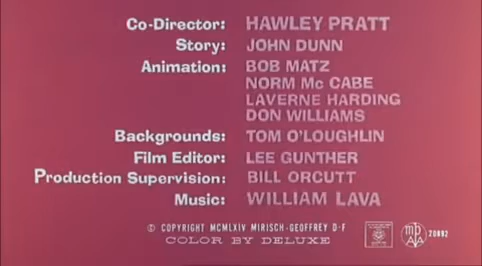 Co-Director: HAWLEY PRATT
Story: JOHN DUNN
Animation: BOB MATZ
NORM Mc CABE
LAVERNE HARDING
DON WILLIAMS
Backgrounds: TOM O'LOUGHLIN
Film Editor: LEE GUNTHER
Production Supervision: BILL ORCUTT
Music: WILLIAM LAVA
© COPYRIGHT MCMLXIV MIRISCH-GEOFFREY D-F
COLOR BY DELUXE